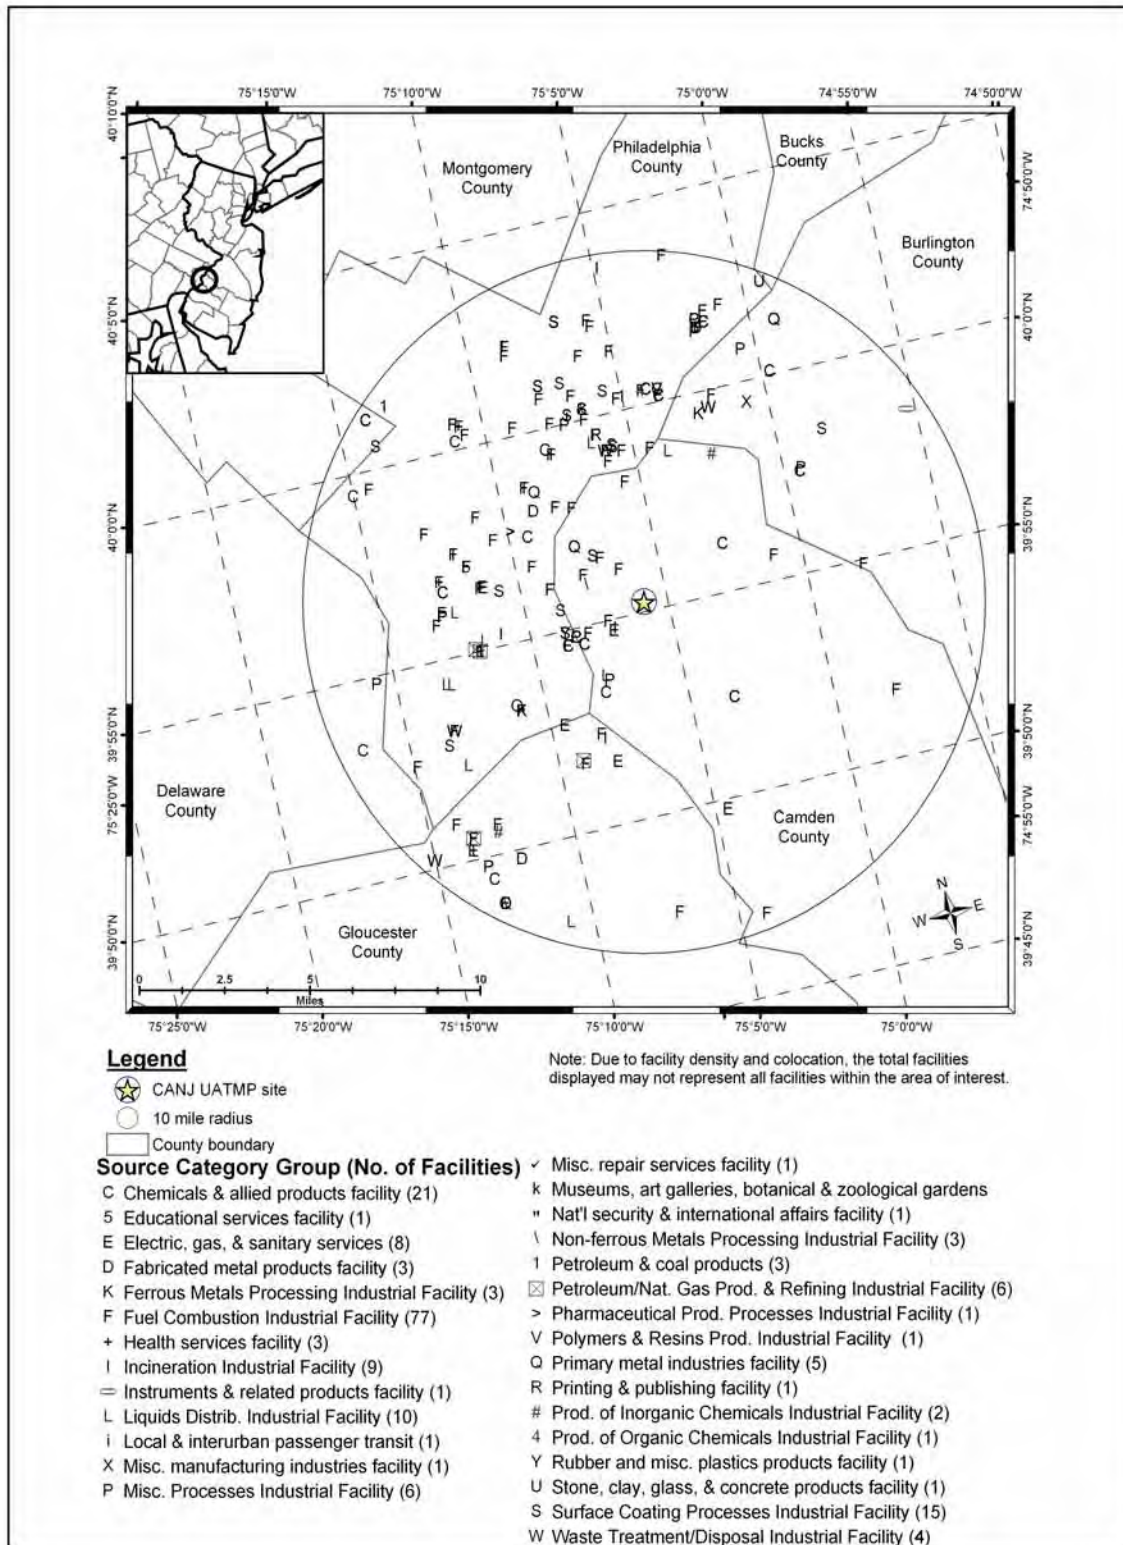 75°15'0"W 75°10'0"W 75°5'0"W 75°0'0"W 74°55'0"W 74°50'0"W
40°10'0"N
40°5'0"N
40°0'0"N
39°55'0"N
75°25'0"W
39°50'0"N
74°50'0"W
40°0'0"N
39°55'0"N
39°50'0"N
74°55'0"W
39°45'0"N
Montgomery
County
Philadelphia
County
Bucks
County
Burlington
County
Delaware
County
Camden
County
Gloucester
County
N
W E
S
0 2.5 5 10
Miles
75°25'0"W 75°20'0"W 75°15'0"W 75°10'0"W 75°5'0"W 75°0'0"W
Legend
CANJ UATMP site
10 mile radius
County boundary
Note: Due to facility density and colocation, the total facilities
displayed may not represent all facilities within the area of interest.
Source Category Group (No. of Facilities)
C Chemicals & allied products facility (21)
5 Educational services facility (1)
E Electric, gas, & sanitary services (8)
D Fabricated metal products facility (3)
K Ferrous Metals Processing Industrial Facility (3)
F Fuel Combustion Industrial Facility (77)
+ Health services facility (3)
I Incineration Industrial Facility (9)
Instruments & related products facility (1)
L Liquids Distrib. Industrial Facility (10)
i Local & interurban passenger transit (1)
X Misc. manufacturing industries facility (1)
P Misc. Processes Industrial Facility (6)
✓ Misc. repair services facility (1)
k Museums, art galleries, botanical & zoological gardens
" Nat'l security & international affairs facility (1)
\ Non-ferrous Metals Processing Industrial Facility (3)
1 Petroleum & coal products (3)
Petroleum/Nat. Gas Prod. & Refining Industrial Facility (6)
> Pharmaceutical Prod. Processes Industrial Facility (1)
V Polymers & Resins Prod. Industrial Facility (1)
Q Primary metal industries facility (5)
R Printing & publishing facility (1)
# Prod. of Inorganic Chemicals Industrial Facility (2)
4 Prod. of Organic Chemicals Industrial Facility (1)
Y Rubber and misc. plastics products facility (1)
U Stone, clay, glass, & concrete products facility (1)
S Surface Coating Processes Industrial Facility (15)
W Waste Treatment/Disposal Industrial Facility (4)